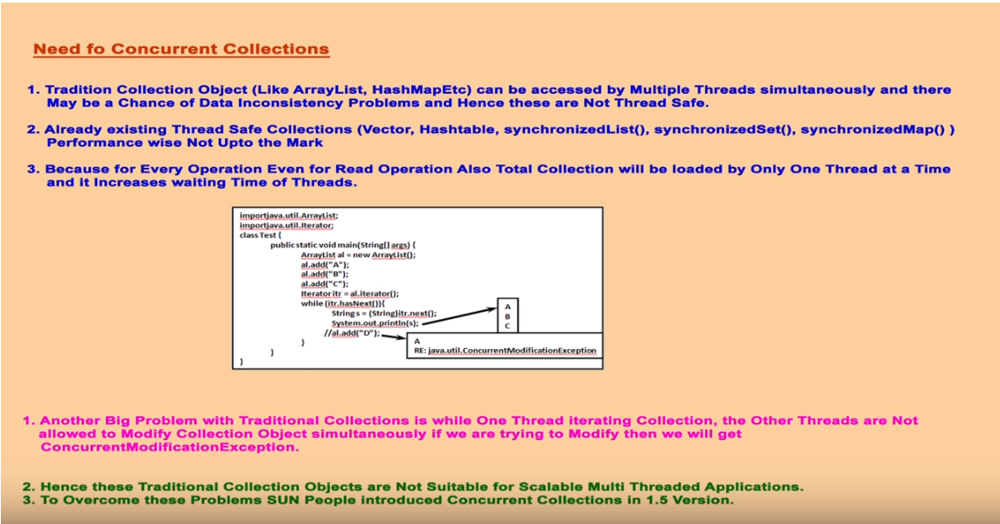 Need fo Concurrent Collections
1. Tradition Collection Object (Like ArrayList, HashMapEtc) can be accessed by Multiple Threads simultaneously and there
May be a Chance of Data Inconsistency Problems and Hence these are Not Thread Safe.
2. Already existing Thread Safe Collections (Vector, Hashtable, synchronizedList(), synchronizedSet(), synchronizedMap() )
Performance wise Not Upto the Mark
3. Because for Every Operation Even for Read Operation Also Total Collection will be loaded by Only One Thread at a Time
and it Increases waiting Time of Threads.
importjava.util.ArrayList;
importjava.util.Iterator;
class Test {
public static void main(String[] args) {
ArrayList al = new ArrayList();
al.add("A");
al.add("B");
al.add("C");
Iterator itr = al.iterator();
while (itr.hasNext()){
String s = (String)itr.next();
System.out.println(s);
//al.add("D");
}
}
}
A
B
C
A
RE: java.util.ConcurrentModificationException
1. Another Big Problem with Traditional Collections is while One Thread iterating Collection, the Other Threads are Not
allowed to Modify Collection Object simultaneously if we are trying to Modify then we will get
ConcurrentModificationException.
2. Hence these Traditional Collection Objects are Not Suitable for Scalable Multi Threaded Applications.
3. To Overcome these Problems SUN People introduced Concurrent Collections in 1.5 Version.